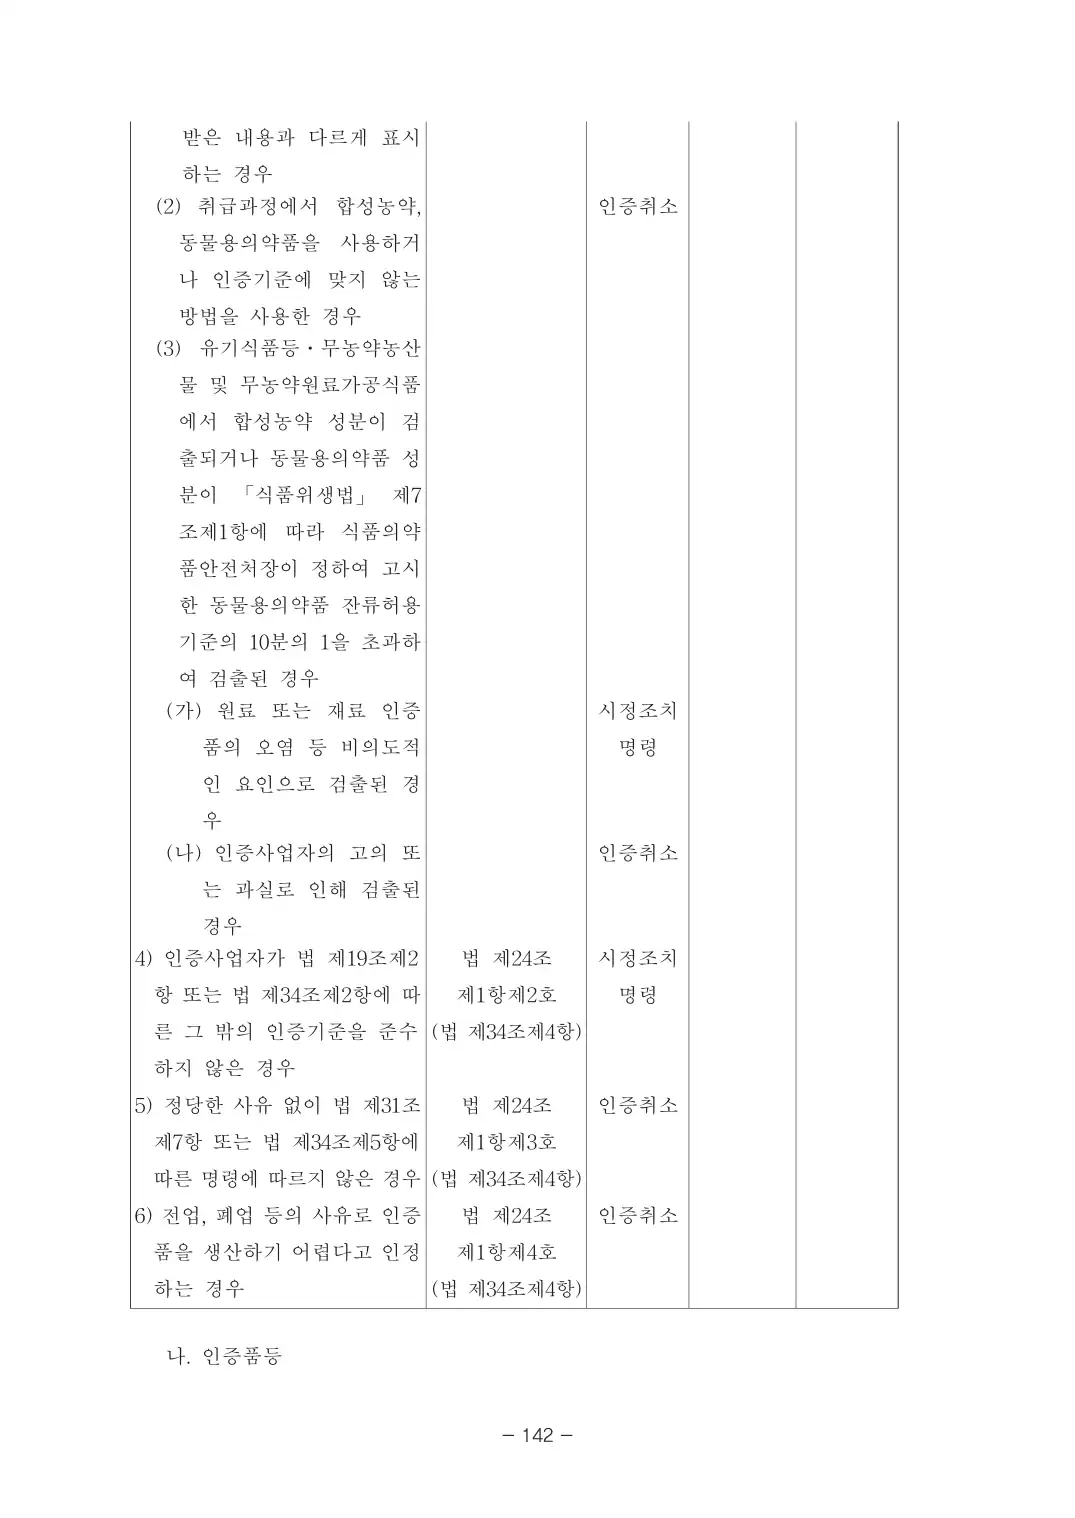 받은 내용과 다르게 표시
하는 경우
(2) 취급과정에서 합성농약, 인증취소
동물용의약품을 사용하거
나 인증기준에 맞지 않는
방법을 사용한 경우
(3) 유기식품등·무농약농산
물 및 무농약원료가공식품
에서 합성농약 성분이 검
출되거나 동물용의약품 성
분이 「식품위생법」 제7
조제1항에 따라 식품의약
품안전처장이 정하여 고시
한 동물용의약품 잔류허용
기준의 10분의 1을 초과하
여 검출된 경우
(가) 원료 또는 재료 인증 시정조치
품의 오염 등 비의도적 명령
인 요인으로 검출된 경
우
(나) 인증사업자의 고의 또 인증취소
는 과실로 인해 검출된
경우
4) 인증사업자가 법 제19조제2 법 제24조 시정조치
항 또는 법 제34조제2항에 따 제1항제2호 명령
른 그 밖의 인증기준을 준수 (법 제34조제4항)
하지 않은 경우
5) 정당한 사유 없이 법 제31조 법 제24조 인증취소
제7항 또는 법 제34조제5항에 제1항제3호
따른 명령에 따르지 않은 경우 (법 제34조제4항)
6) 전업, 폐업 등의 사유로 인증 법 제24조 인증취소
품을 생산하기 어렵다고 인정 제1항제4호
하는 경우 (법 제34조제4항)
나. 인증품등
- 142 -